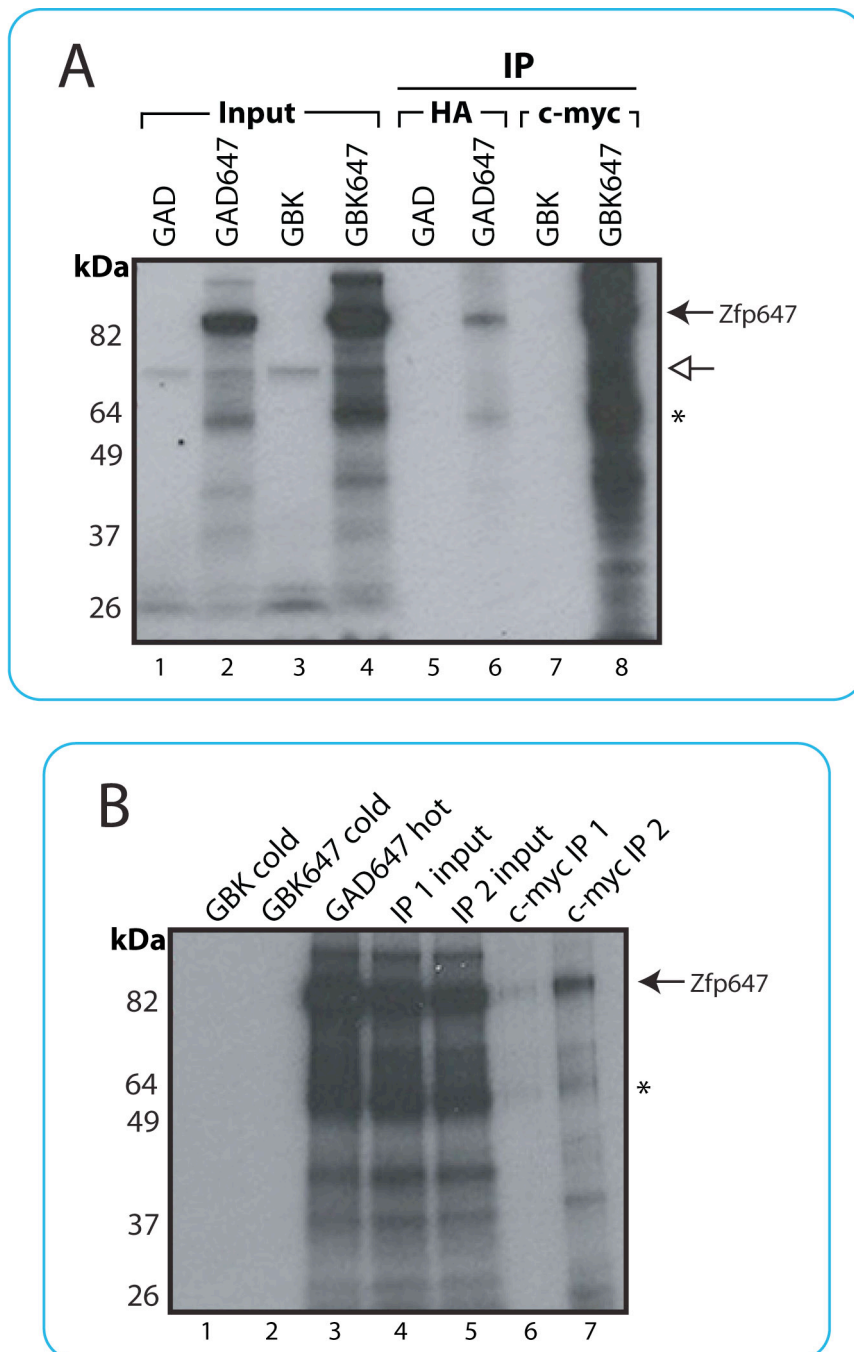 A
IP
Input HA c-myc
GAD GAD647 GBK GBK647 GAD GAD647 GBK GBK647
kDa
Zfp647
82
64
*
49
37
26
1 2 3 4 5 6 7 8
B
GBK cold GBK647 cold GAD647 hot IP 1 input IP 2 input c-myc IP 1 c-myc IP 2
kDa
Zfp647
82
64
*
49
37
26
1 2 3 4 5 6 7